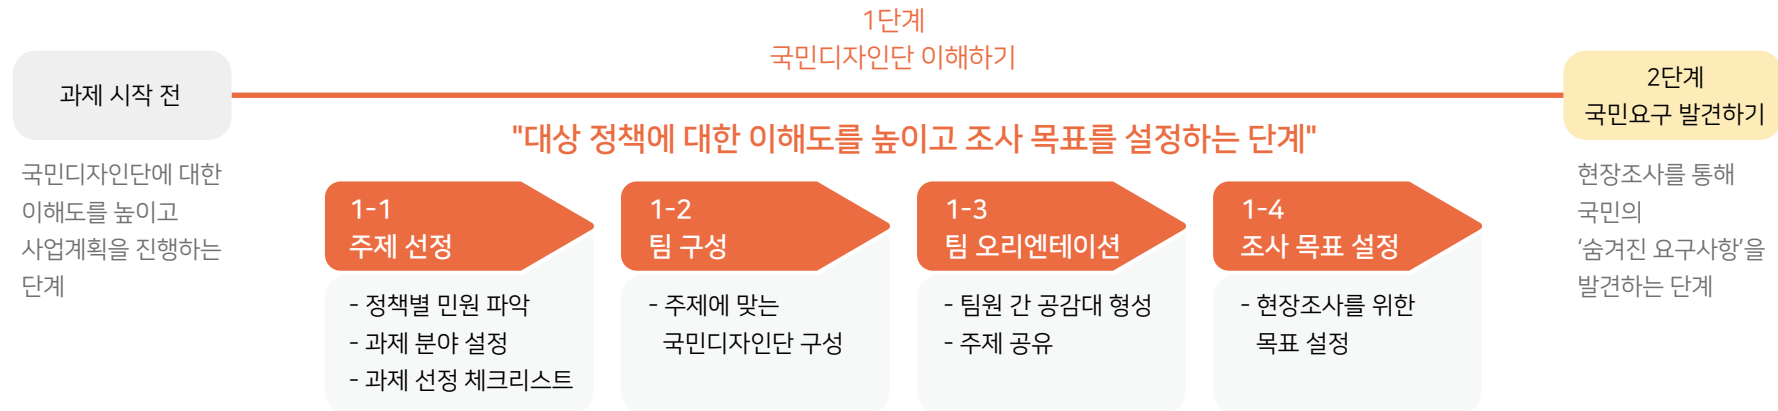 1단계
국민디자인단 이해하기
과제 시작 전
2단계
국민요구 발견하기
"대상 정책에 대한 이해도를 높이고 조사 목표를 설정하는 단계"
국민디자인단에 대한
이해도를 높이고
사업계획을 진행하는
단계
1-1
주제 선정
- 정책별 민원 파악
- 과제 분야 설정
- 과제 선정 체크리스트
1-2
팀 구성
- 주제에 맞는
국민디자인단 구성
1-3
팀 오리엔테이션
- 팀원 간 공감대 형성
- 주제 공유
1-4
조사 목표 설정
- 현장조사를 위한
목표 설정
현장조사를 통해
국민의
‘숨겨진 요구사항’을
발견하는 단계